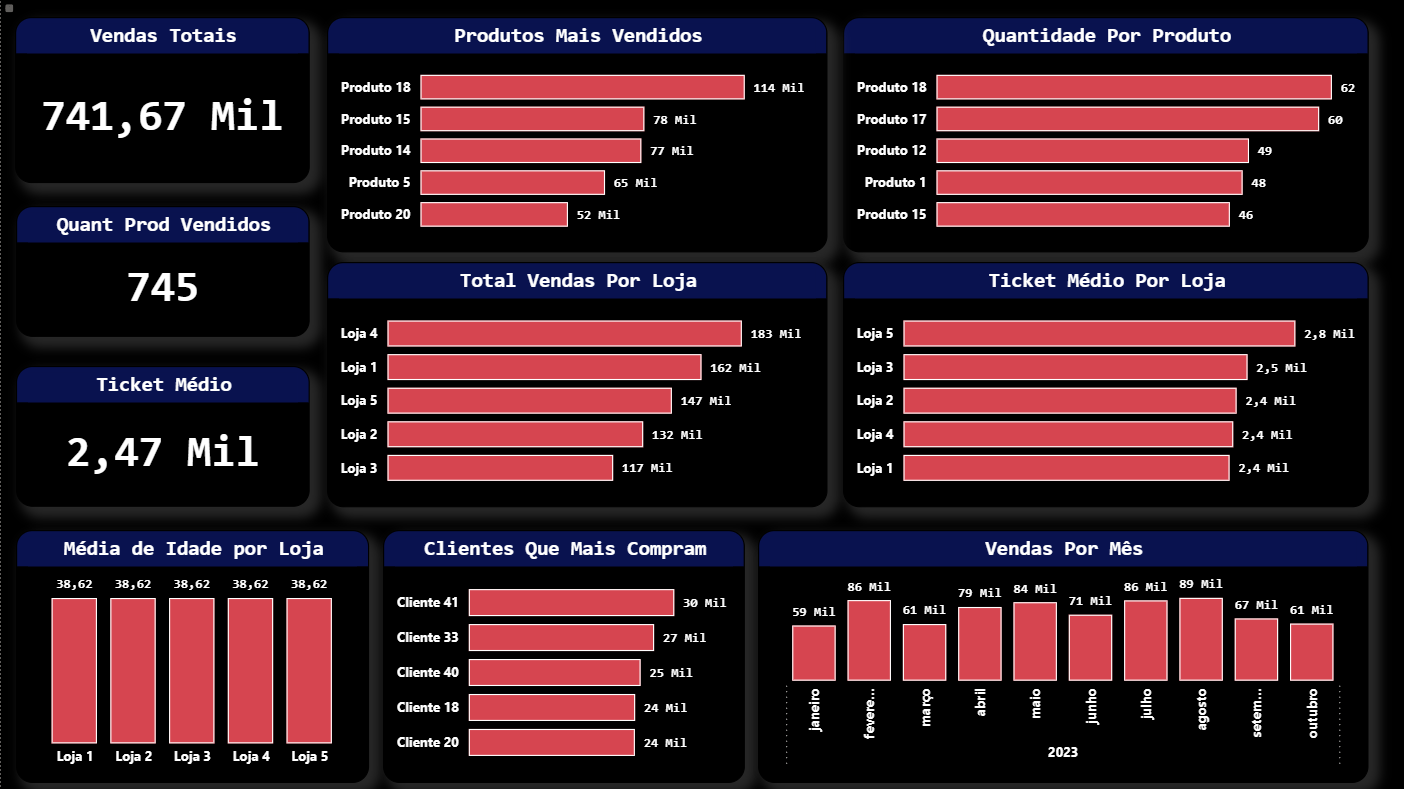 Vendas Totais
741,67 Mil
Quant Prod Vendidos
745
Ticket Médio
2,47 Mil
Produtos Mais Vendidos
Produto 18 114 Mil
Produto 15 78 Mil
Produto 14 77 Mil
Produto 5 65 Mil
Produto 20 52 Mil
Quantidade Por Produto
Produto 18 62
Produto 17 60
Produto 12 49
Produto 1 48
Produto 15 46
Total Vendas Por Loja
Loja 4 183 Mil
Loja 1 162 Mil
Loja 5 147 Mil
Loja 2 132 Mil
Loja 3 117 Mil
Ticket Médio Por Loja
Loja 5 2,8 Mil
Loja 3 2,5 Mil
Loja 2 2,4 Mil
Loja 4 2,4 Mil
Loja 1 2,4 Mil
Média de Idade por Loja
38,62 38,62 38,62 38,62 38,62
Loja 1 Loja 2 Loja 3 Loja 4 Loja 5
Clientes Que Mais Compram
Cliente 41 30 Mil
Cliente 33 27 Mil
Cliente 40 25 Mil
Cliente 18 24 Mil
Cliente 20 24 Mil
Vendas Por Mês
59 Mil 86 Mil 61 Mil 79 Mil 84 Mil 71 Mil 86 Mil 89 Mil 67 Mil 61 Mil
janeiro fevere... março abril maio junho julho agosto setem... outubro
2023